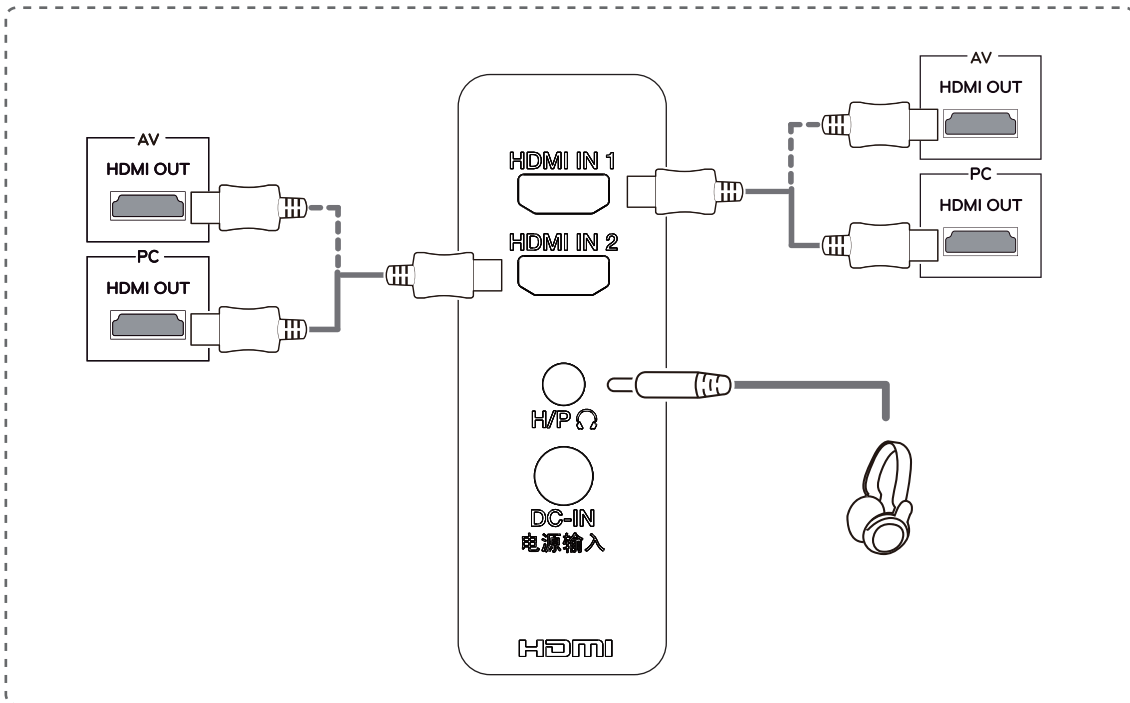 AV
HDMI OUT
PC
HDMI OUT
HDMI IN 1
HDMI IN 2
H/P
DC-IN
电源输入
HDMI
AV
HDMI OUT
PC
HDMI OUT